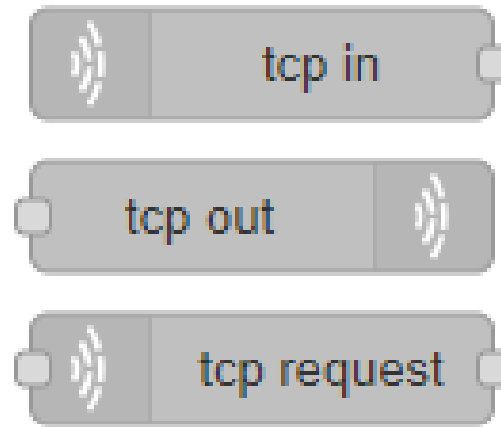 tcp in
tcp out
tcp request